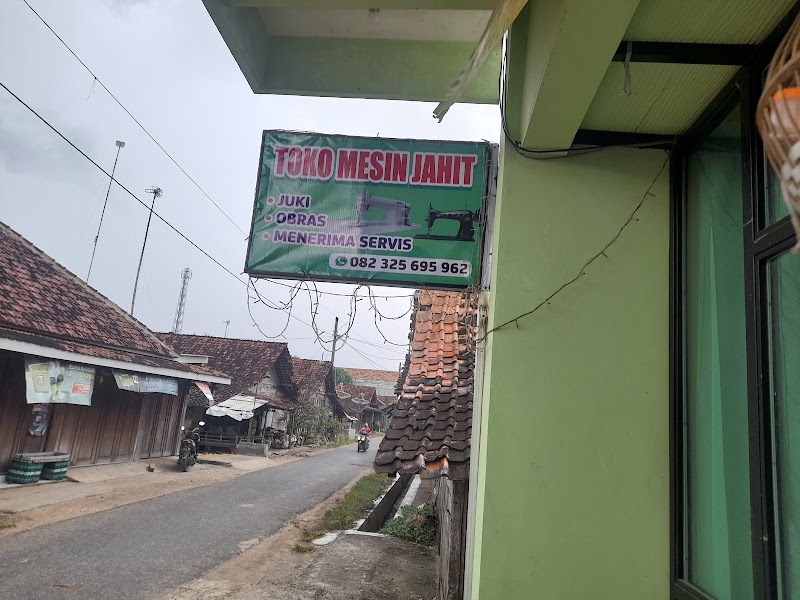 TOKO MESIN JAHIT
• JUKI
• OBRAS
• MENERIMA SERVIS
082 325 695 962